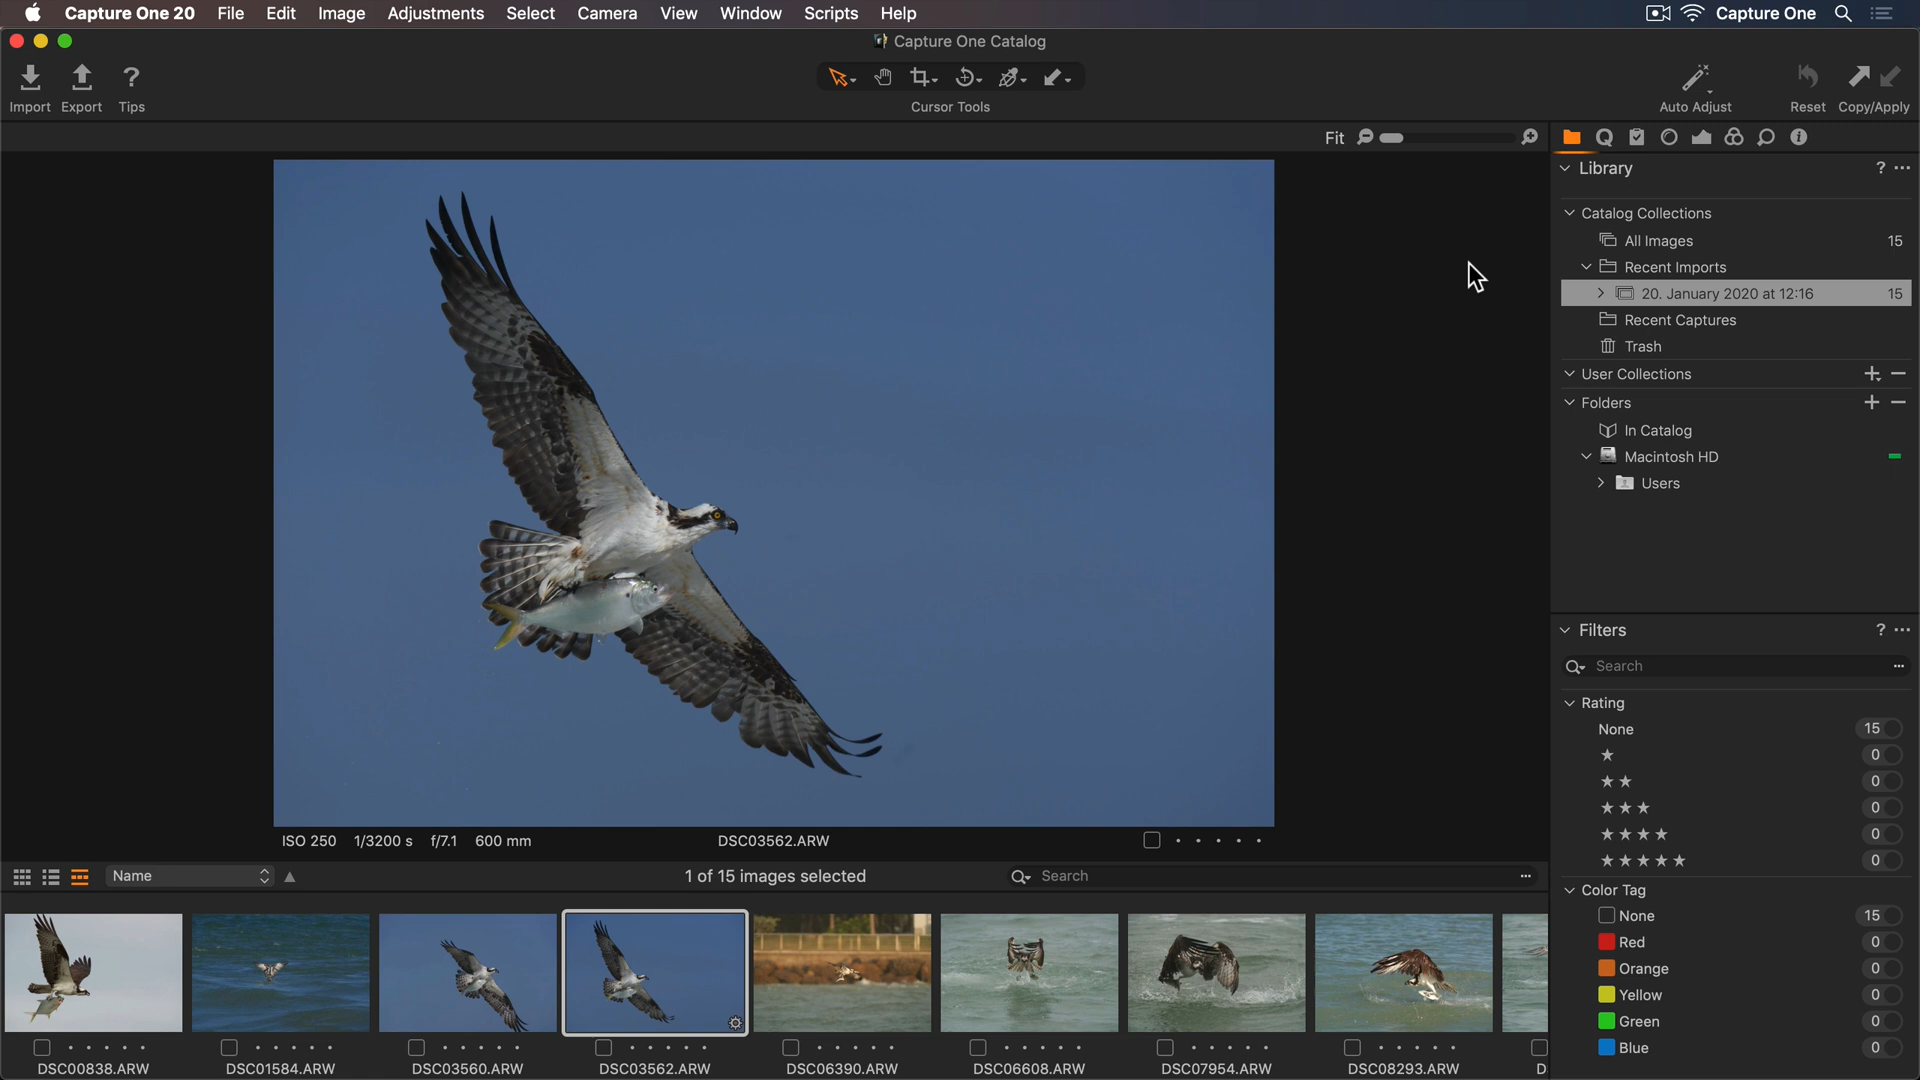 Capture One 20 File Edit Image Adjustments Select Camera View Window Scripts Help Capture One
Capture One Catalog
Import Export Tips Cursor Tools Auto Adjust Reset Copy/Apply
Fit
Library ?
Catalog Collections
All Images 15
Recent Imports
20. January 2020 at 12:16 15
Recent Captures
Trash
User Collections
Folders
In Catalog
Macintosh HD
Users
Filters ?
Search
Rating
None 15
★ 0
★★ 0
★★★ 0
★★★★ 0
★★★★★ 0
Color Tag
None 15
Red 0
Orange 0
Yellow 0
Green 0
Blue 0
ISO 250 1/3200 s f/7.1 600 mm DSC03562.ARW
Name 1 of 15 images selected Search
DSC00838.ARW DSC01584.ARW DSC03560.ARW DSC03562.ARW DSC06390.ARW DSC06608.ARW DSC07954.ARW DSC08293.ARW D